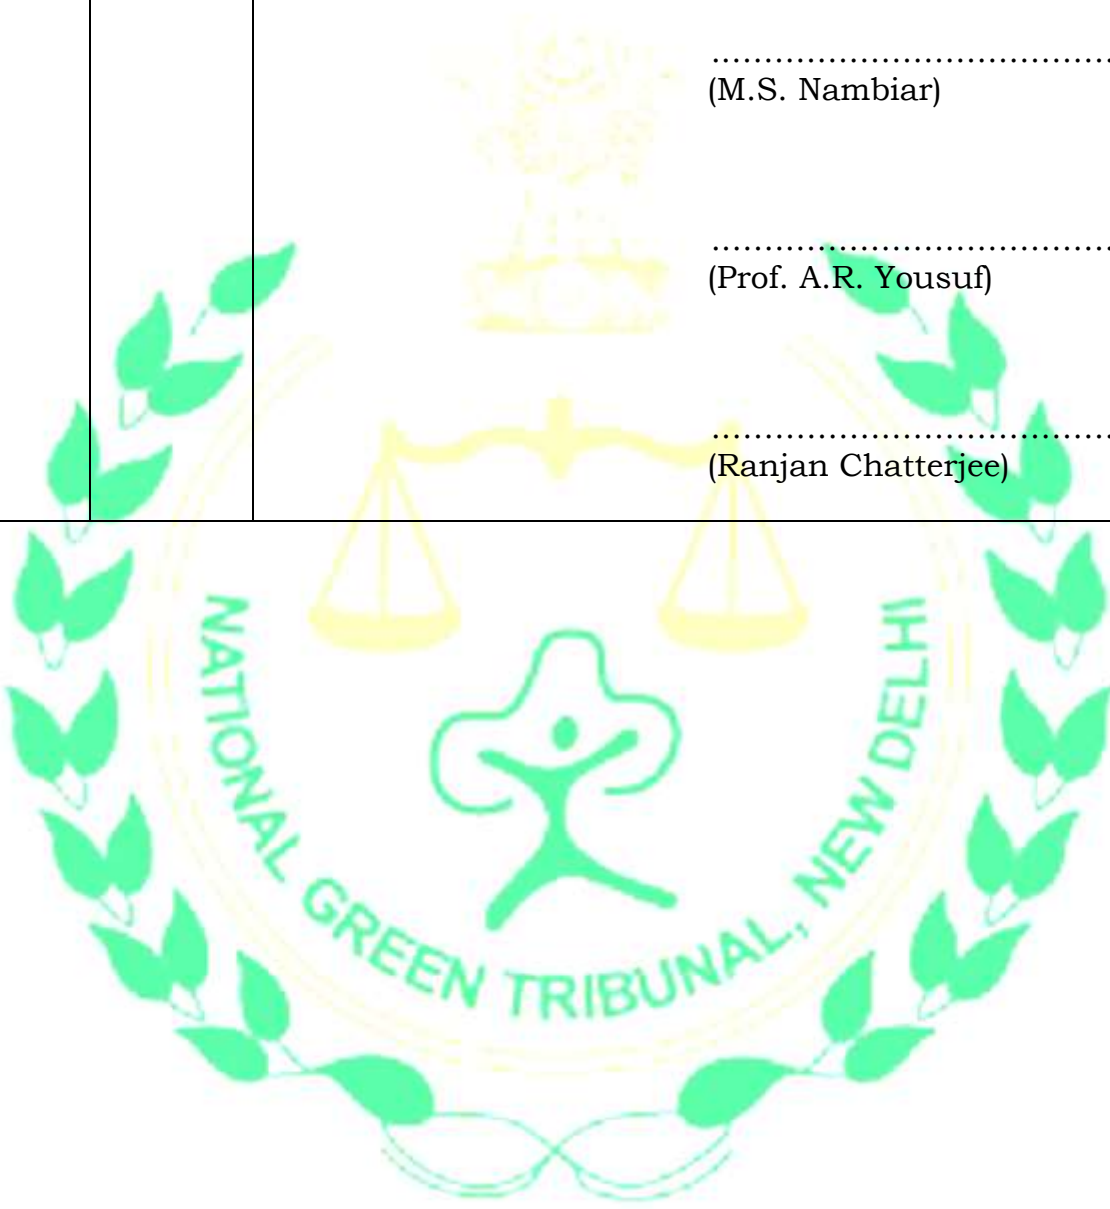 ......................................
(M.S. Nambiar)
......................................
(Prof. A.R. Yousuf)
......................................
(Ranjan Chatterjee)
NATIONAL GREEN TRIBUNAL, NEW DELHI